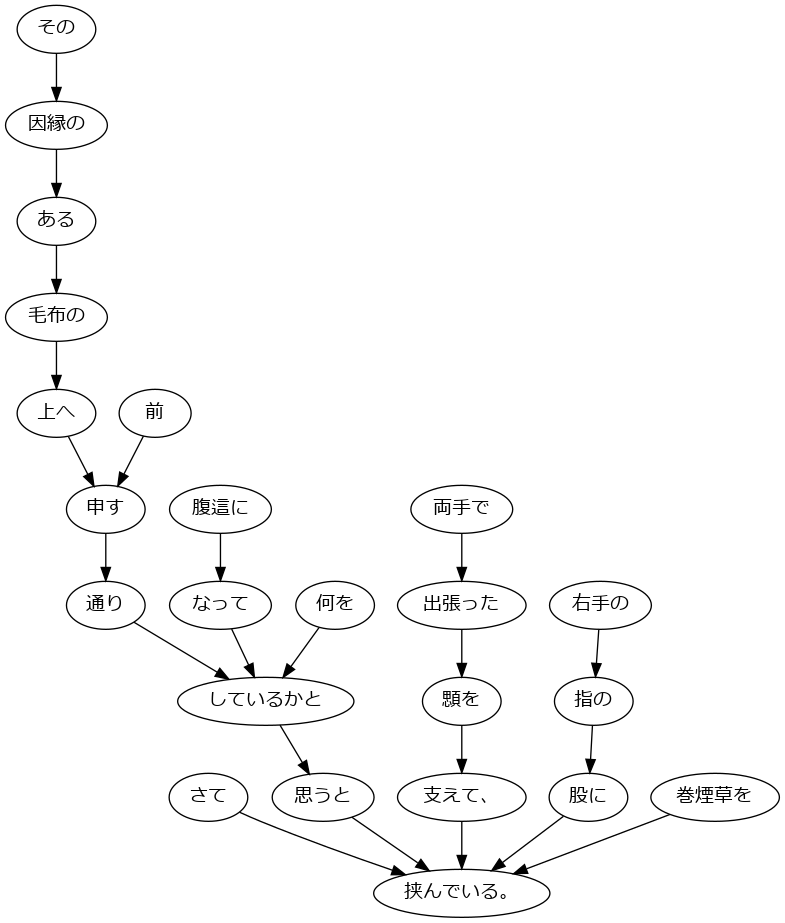 その
因縁の
ある
毛布の
上へ
前
申す
腹這に
両手で
通り
なって
何を
出張った
右手の
しているかと
顋を
指の
さて
思うと
支えて、
股に
巻煙草を
挟んでいる。